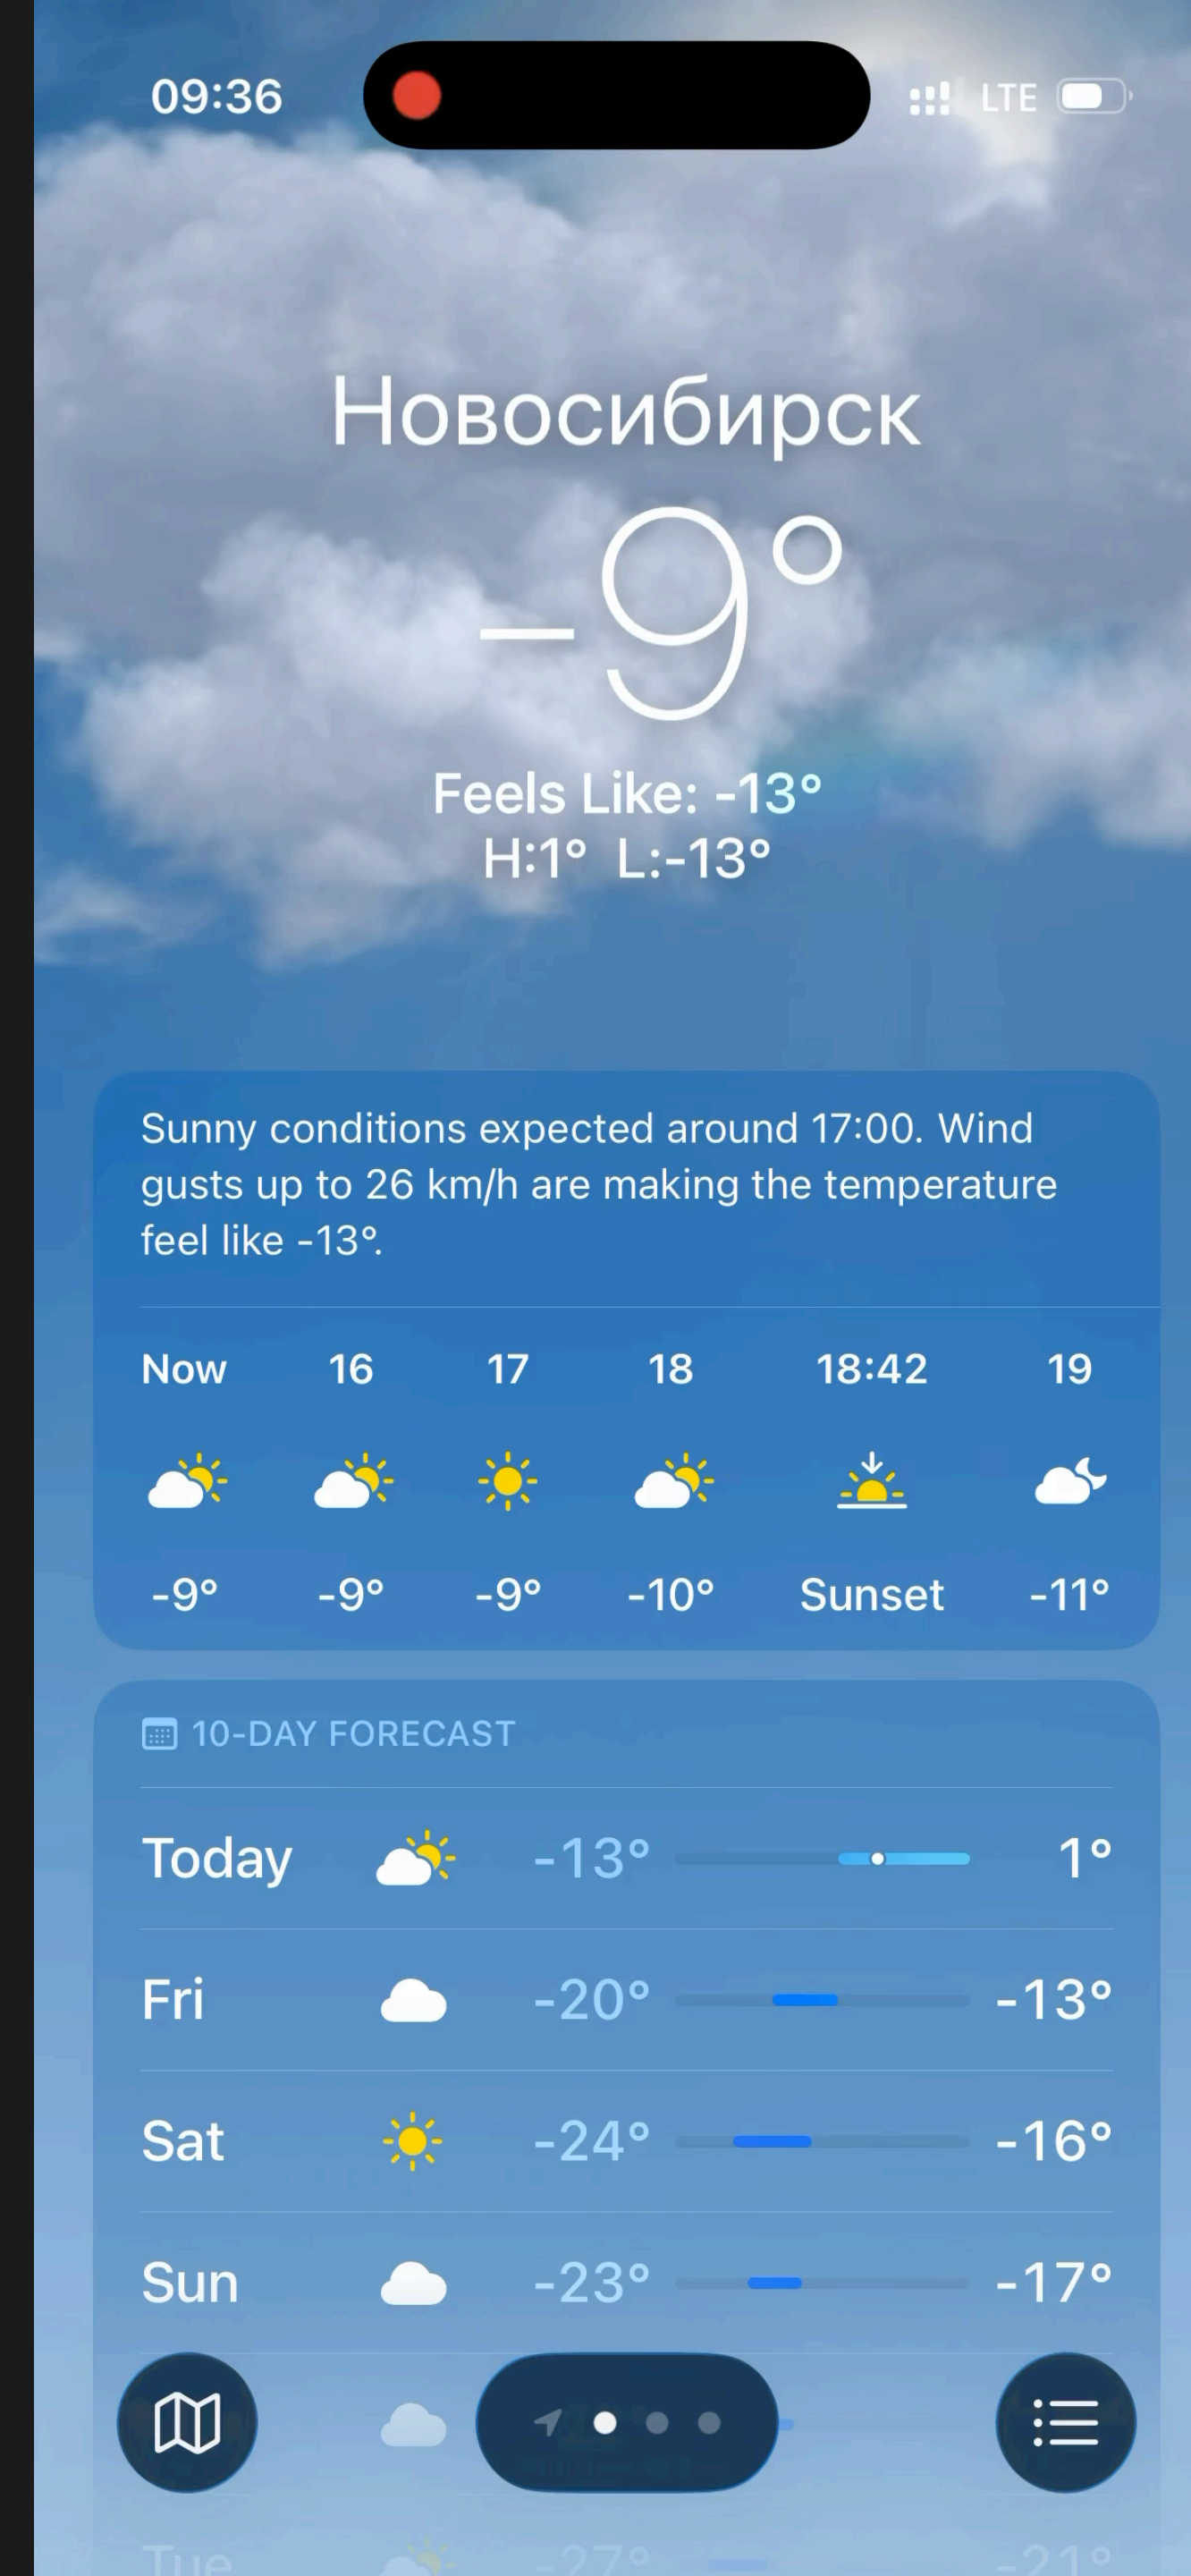 09:36 LTE
Новосибирск
–9°
Feels Like: -13°
H:1° L:-13°
Sunny conditions expected around 17:00. Wind
gusts up to 26 km/h are making the temperature
feel like -13°.
Now 16 17 18 18:42 19
-9° -9° -9° -10° Sunset -11°
10-DAY FORECAST
Today -13° 1°
Fri -20° -13°
Sat -24° -16°
Sun -23° -17°
Tue -27° -21°